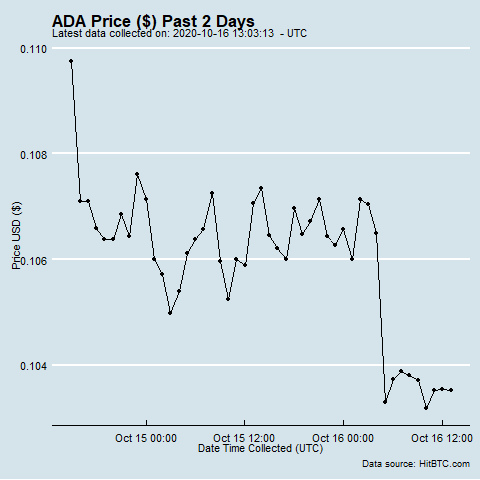 ADA Price ($) Past 2 Days
Latest data collected on: 2020-10-16 13:03:13  - UTC
0.110
0.108
0.106
0.104
Price USD ($)
Oct 15 00:00
Oct 15 12:00
Oct 16 00:00
Oct 16 12:00
Date Time Collected (UTC)
Data source: HitBTC.com